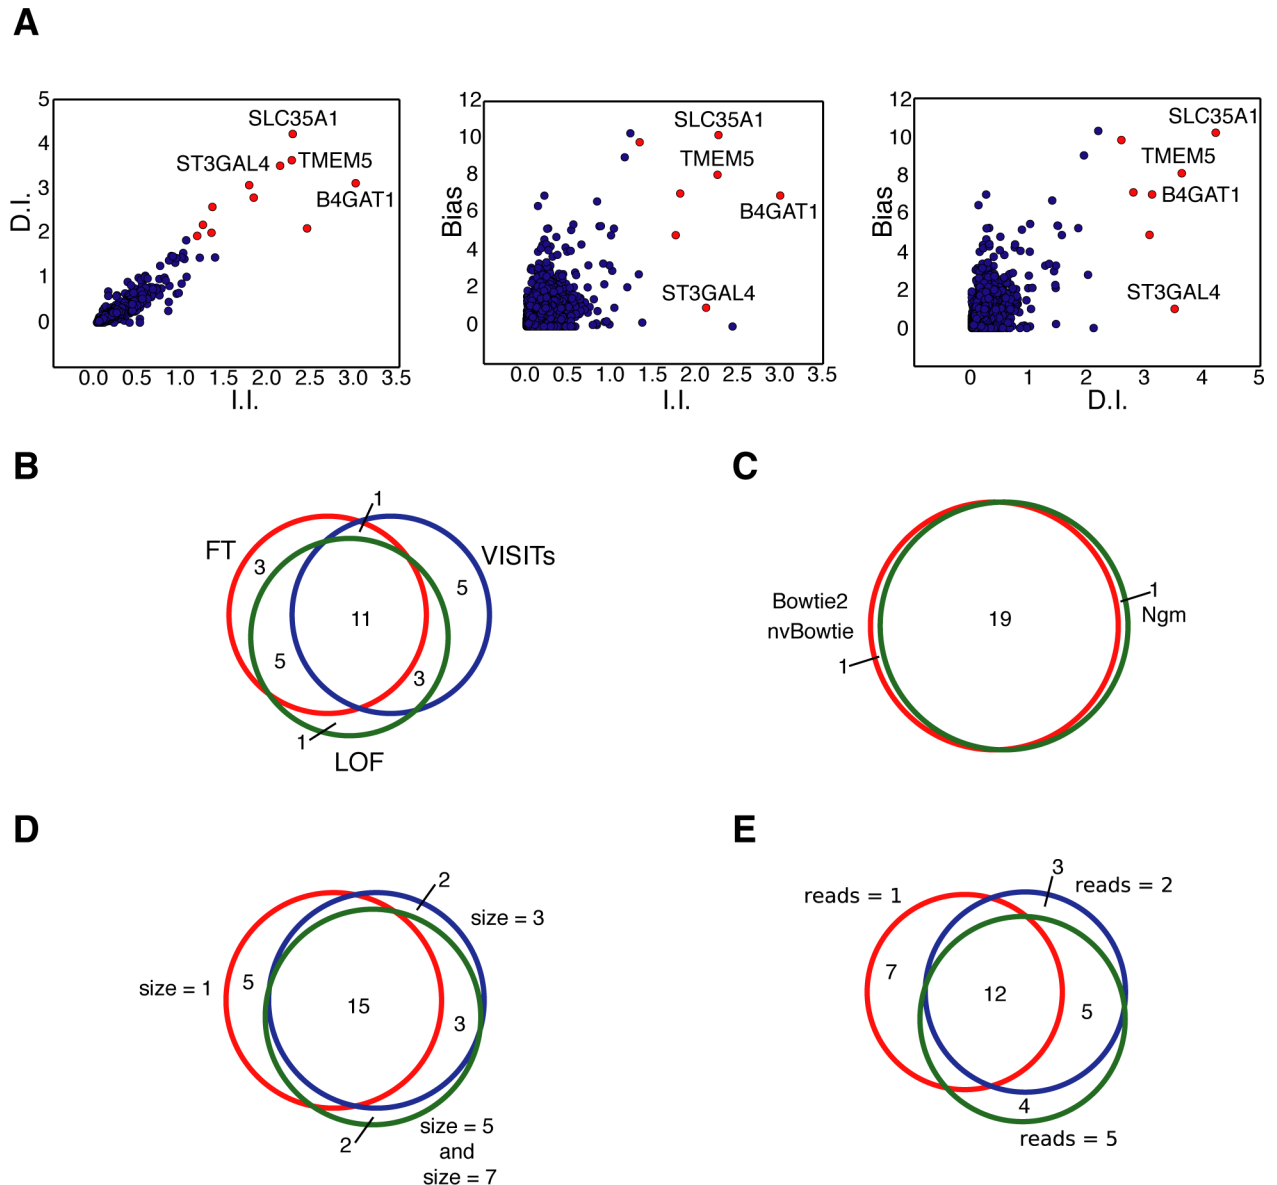 A
5
4
3
2
1
0
D.I.
SLC35A1
ST3GAL4
TMEM5
B4GAT1
0.0 0.5 1.0 1.5 2.0 2.5 3.0 3.5
I.I.
12
10
8
6
4
2
0
Bias
SLC35A1
TMEM5
B4GAT1
ST3GAL4
0.0 0.5 1.0 1.5 2.0 2.5 3.0 3.5
I.I.
12
10
8
6
4
2
0
Bias
SLC35A1
TMEM5
B4GAT1
ST3GAL4
0 1 2 3 4 5
D.I.
B
1
FT
VISITs
3
5
11
5
3
1
LOF
C
Bowtie2
nvBowtie
1
19
1
Ngm
D
2
size = 3
size = 1
5
15
3
2
size = 5
and
size = 7
E
3
reads = 1
reads = 2
7
12
5
4
reads = 5